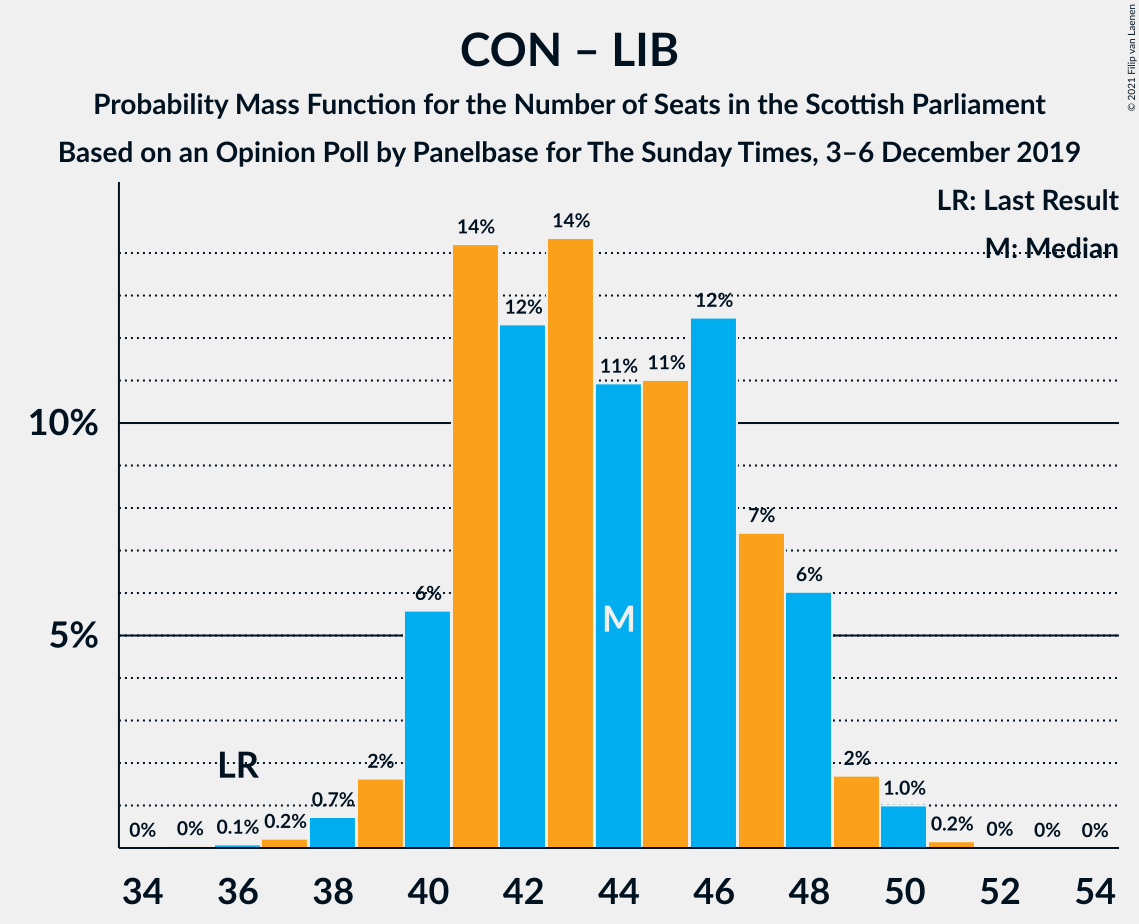 CON – LIB
Probability Mass Function for the Number of Seats in the Scottish Parliament
Based on an Opinion Poll by Panelbase for The Sunday Times, 3–6 December 2019
© 2021 Filip van Laenen
LR: Last Result
M: Median
10%
5%
0% 0% 0.1% 0.2% 0.7% 2% 6% 14% 12% 14% 11% 11% 12% 7% 6% 2% 1.0% 0.2% 0% 0% 0%
LR
M
34 36 38 40 42 44 46 48 50 52 54